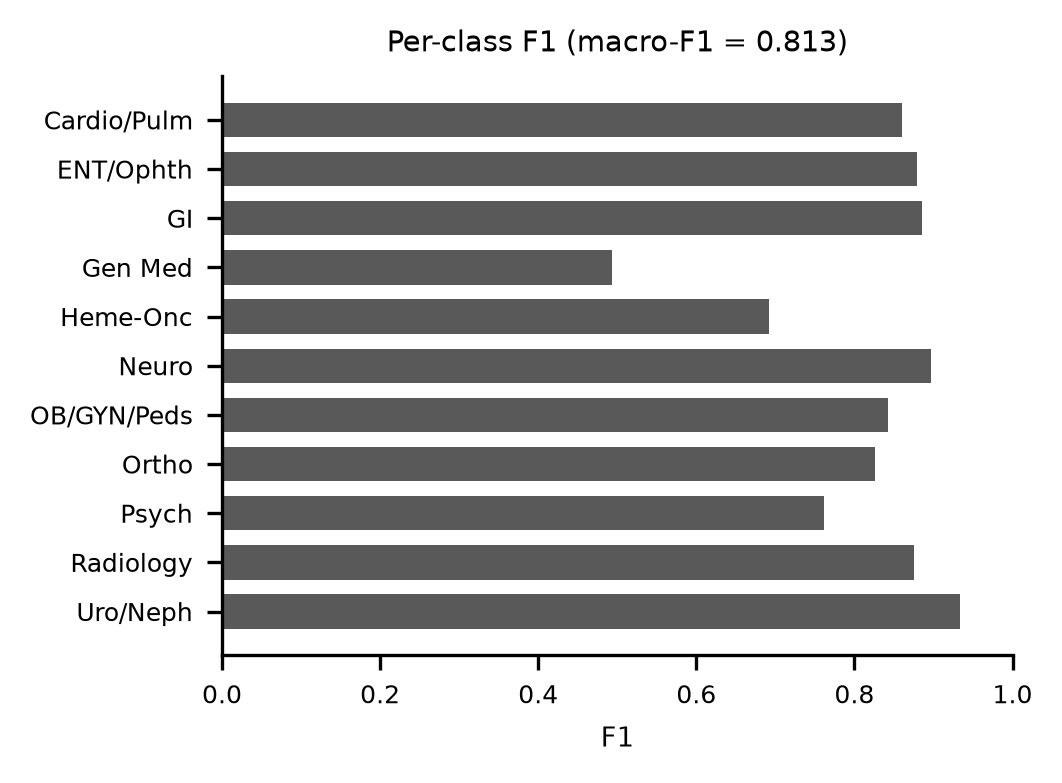 Per-class F1 (macro-F1 = 0.813)
Cardio/Pulm
ENT/Ophth
GI
Gen Med
Heme-Onc
Neuro
OB/GYN/Peds
Ortho
Psych
Radiology
Uro/Neph
0.0 0.2 0.4 0.6 0.8 1.0
F1